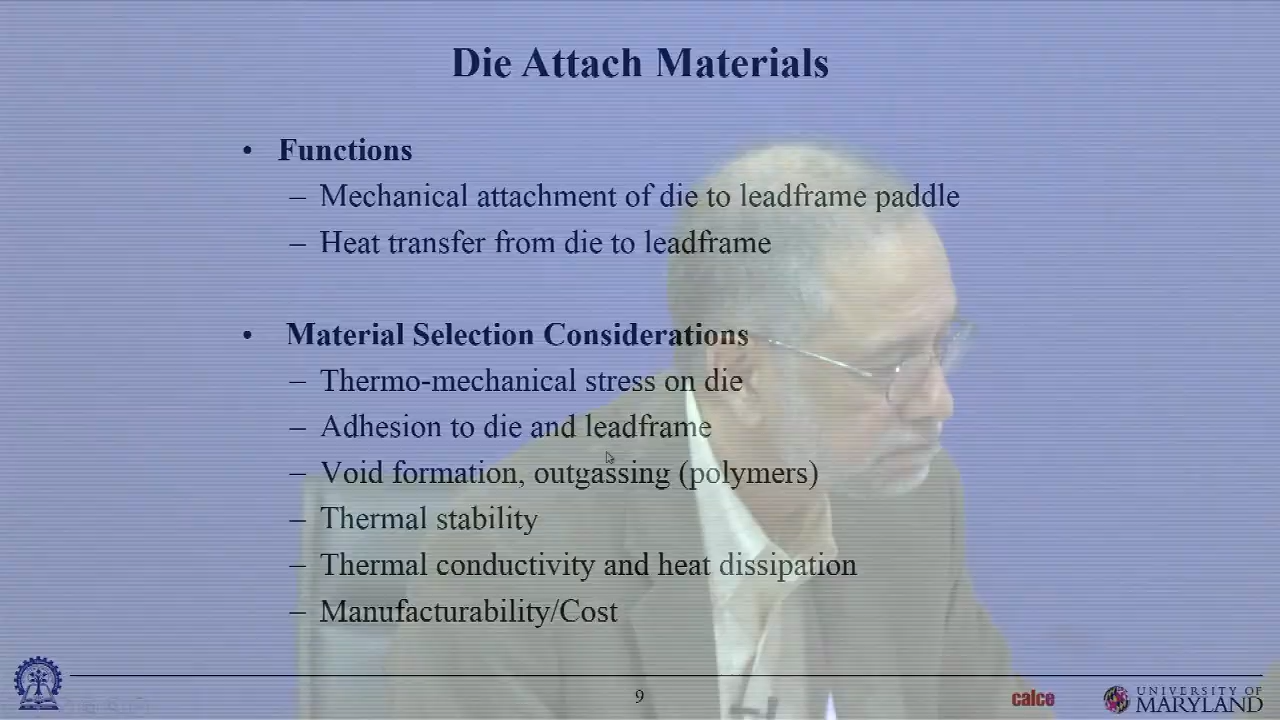 Die Attach Materials
• Functions
– Mechanical attachment of die to leadframe paddle
– Heat transfer from die to leadframe
• Material Selection Considerations
– Thermo-mechanical stress on die
– Adhesion to die and leadframe
– Void formation, outgassing (polymers)
– Thermal stability
– Thermal conductivity and heat dissipation
– Manufacturability/Cost
9
calce
UNIVERSITY OF
MARYLAND